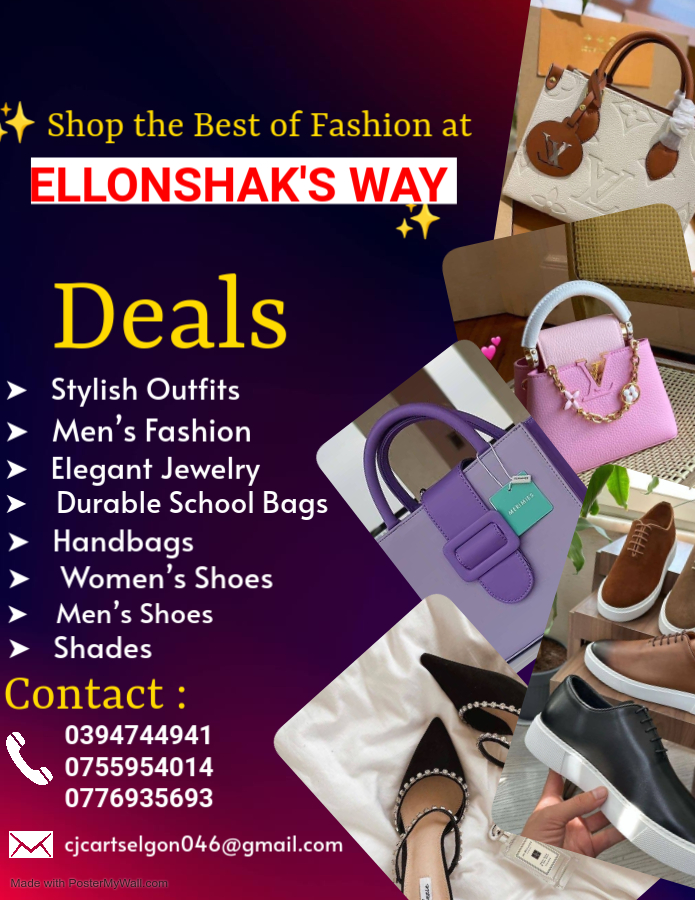 ✨ Shop the Best of Fashion at
ELLONSHAK'S WAY
Deals
➤ Stylish Outfits
➤ Men's Fashion
➤ Elegant Jewelry
➤ Durable School Bags
➤ Handbags
➤ Women's Shoes
➤ Men's Shoes
➤ Shades
Contact :
0394744941
0755954014
0776935693
cjcartselgon046@gmail.com
Made with PosterMyWall.com